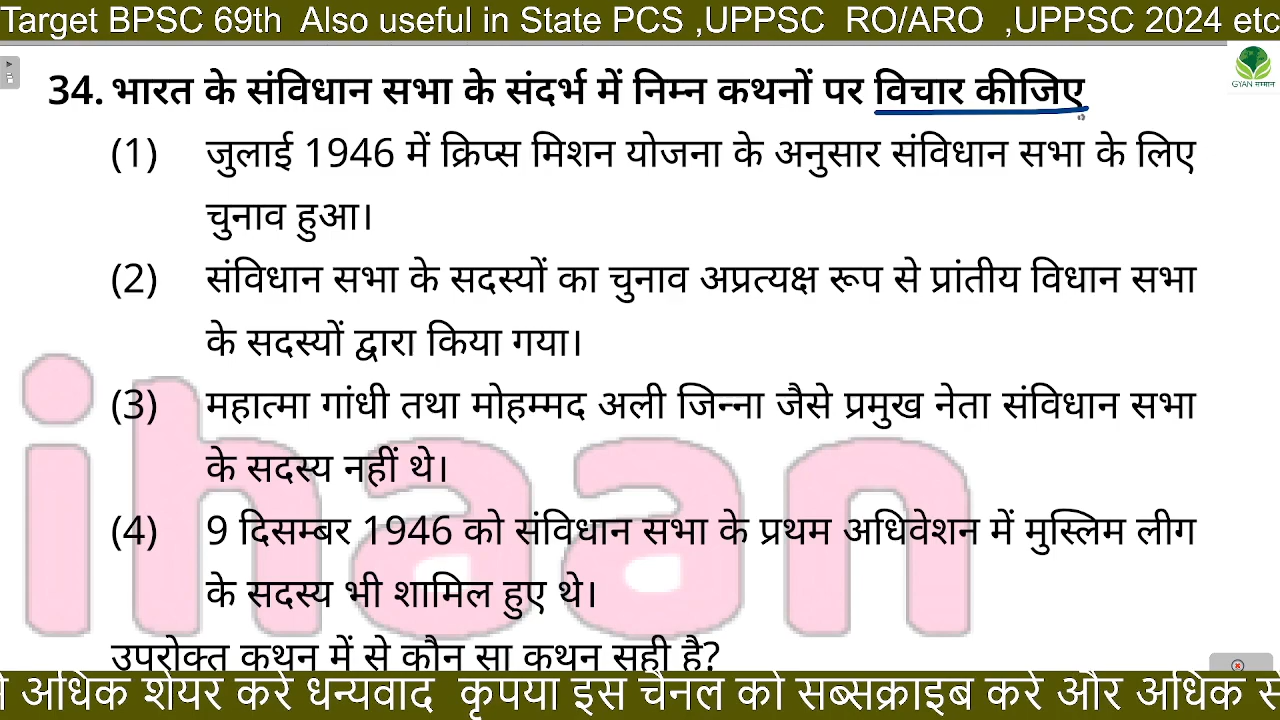 Target BPSC 69th Also useful in State PCS ,UPPSC RO/ARO ,UPPSC 2024 etc
GYAN सम्मान
34. भारत के संविधान सभा के संदर्भ में निम्न कथनों पर विचार कीजिए
(1) जुलाई 1946 में क्रिप्स मिशन योजना के अनुसार संविधान सभा के लिए
चुनाव हुआ।
(2) संविधान सभा के सदस्यों का चुनाव अप्रत्यक्ष रूप से प्रांतीय विधान सभा
के सदस्यों द्वारा किया गया।
(3) महात्मा गांधी तथा मोहम्मद अली जिन्ना जैसे प्रमुख नेता संविधान सभा
के सदस्य नहीं थे।
(4) 9 दिसम्बर 1946 को संविधान सभा के प्रथम अधिवेशन में मुस्लिम लीग
के सदस्य भी शामिल हुए थे।
उपरोक्त कथन में से कौन सा कथन सही है?
ihaan
अधिक शेयर करें धन्यवाद कृपया इस चैनल को सब्सक्राइब करें और अधिक